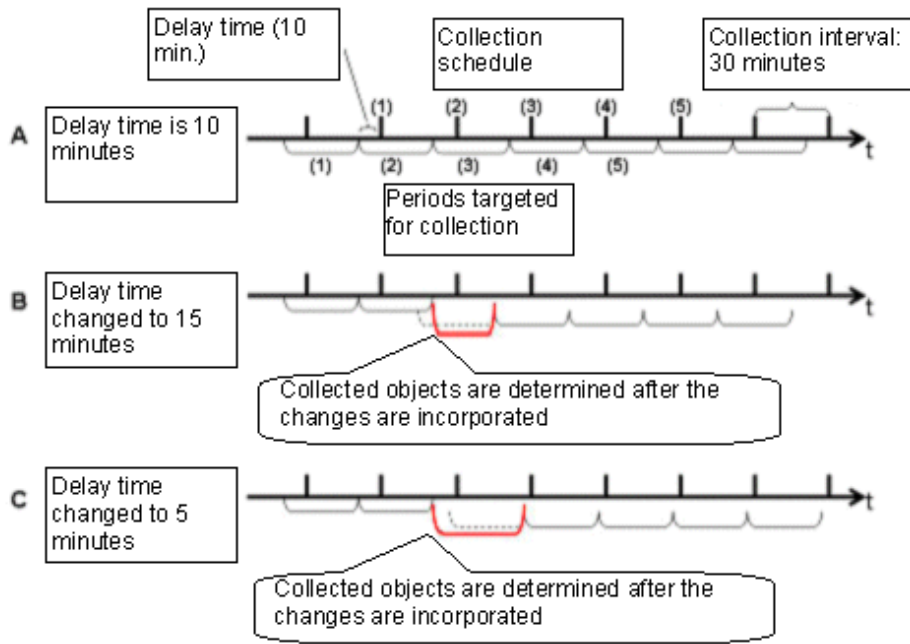 Delay time (10
min.)
Collection
schedule
Collection interval:
30 minutes
A
Delay time is 10
minutes
(1)
(2)
(3)
(4)
(5)
t
(1)
(2)
(3)
(4)
(5)
Periods targeted
for collection
B
Delay time
changed to 15
minutes
t
Collected objects are determined after the
changes are incorporated
C
Delay time
changed to 5
minutes
t
Collected objects are determined after the
changes are incorporated